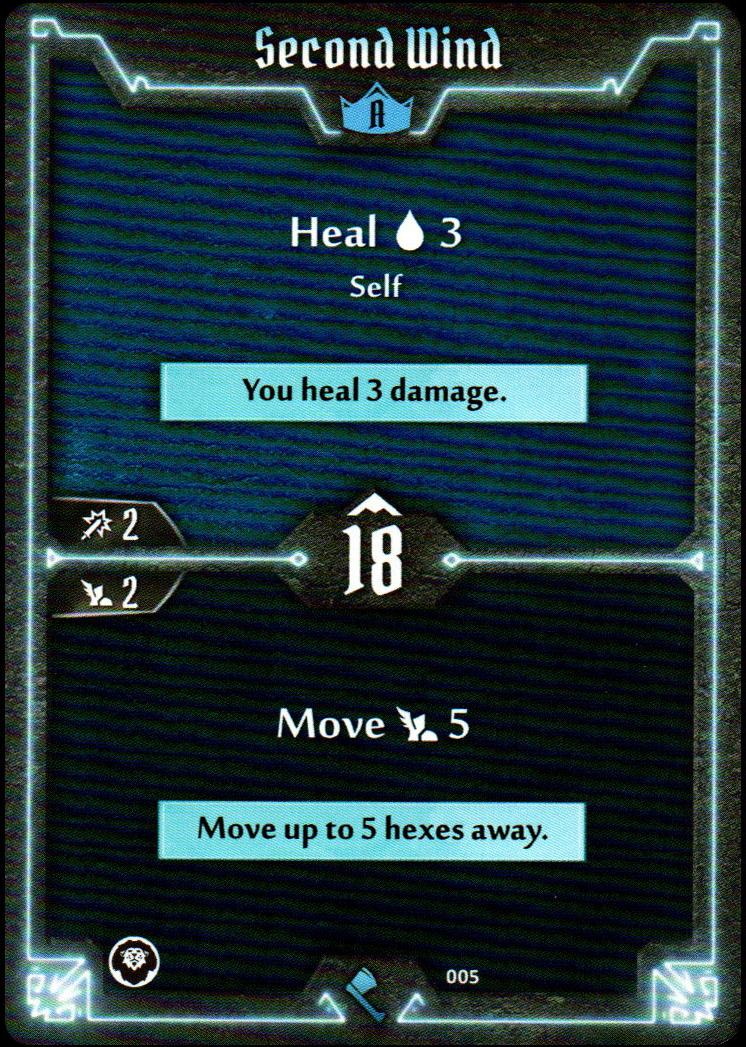 Second Wind
A
Heal 3
Self
You heal 3 damage.
2
18
2
Move 5
Move up to 5 hexes away.
005